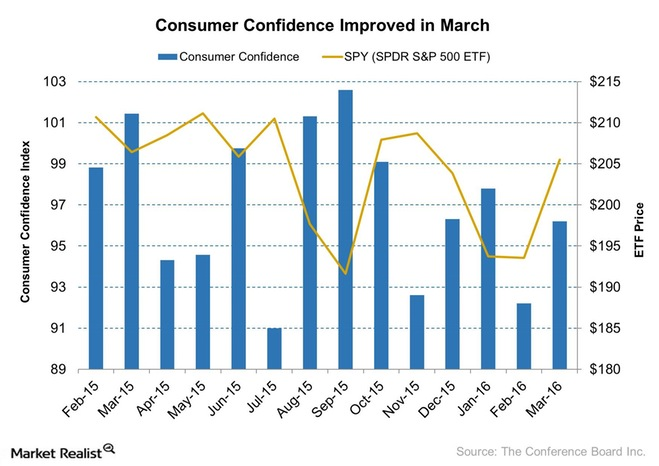 Consumer Confidence Improved in March
Consumer Confidence
SPY (SPDR S&P 500 ETF)
Consumer Confidence Index
103
101
99
97
95
93
91
89
$215
$210
$205
$200
$195
$190
$185
$180
ETF Price
Feb-15
Mar-15
Apr-15
May-15
Jun-15
Jul-15
Aug-15
Sep-15
Oct-15
Nov-15
Dec-15
Jan-16
Feb-16
Mar-16
Market Realist
Source: The Conference Board Inc.